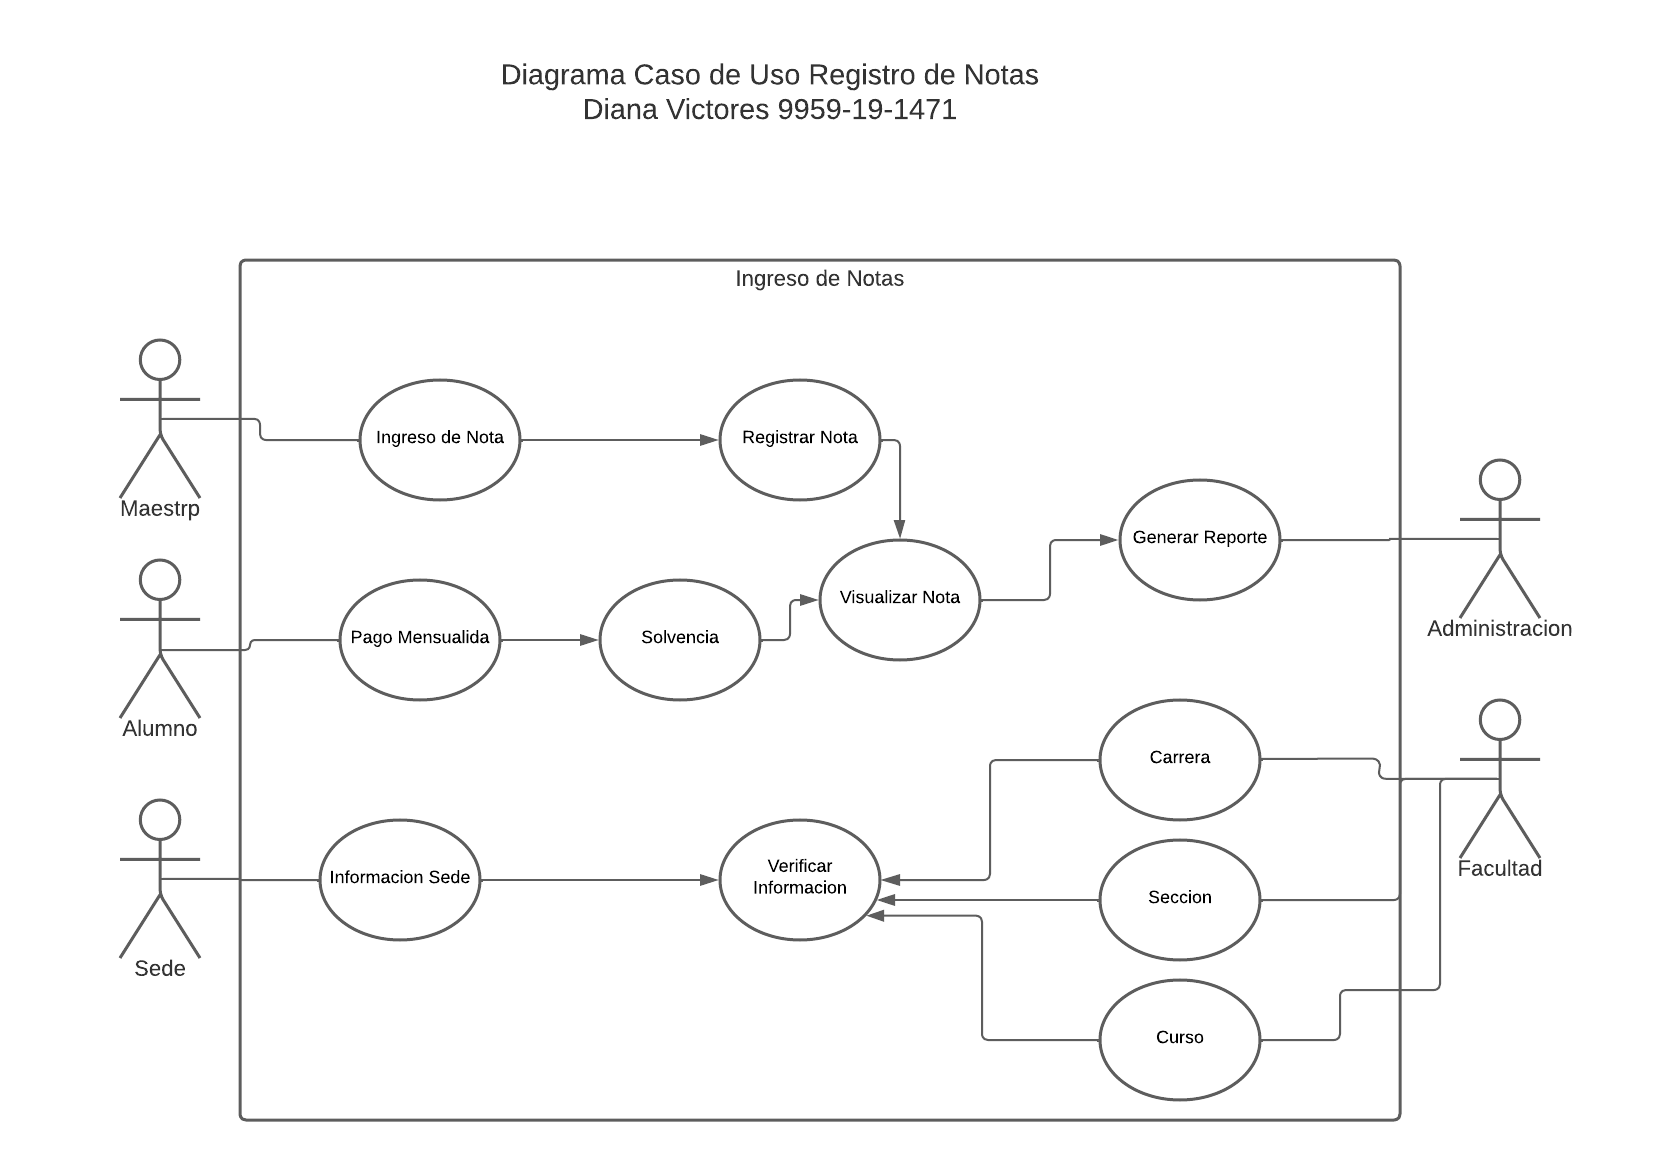 Diagrama Caso de Uso Registro de Notas
Diana Victores 9959-19-1471
Ingreso de Notas
Maestrp
Ingreso de Nota
Registrar Nota
Generar Reporte
Administracion
Visualizar Nota
Pago Mensualida
Solvencia
Alumno
Carrera
Facultad
Verificar
Informacion
Informacion Sede
Seccion
Sede
Curso